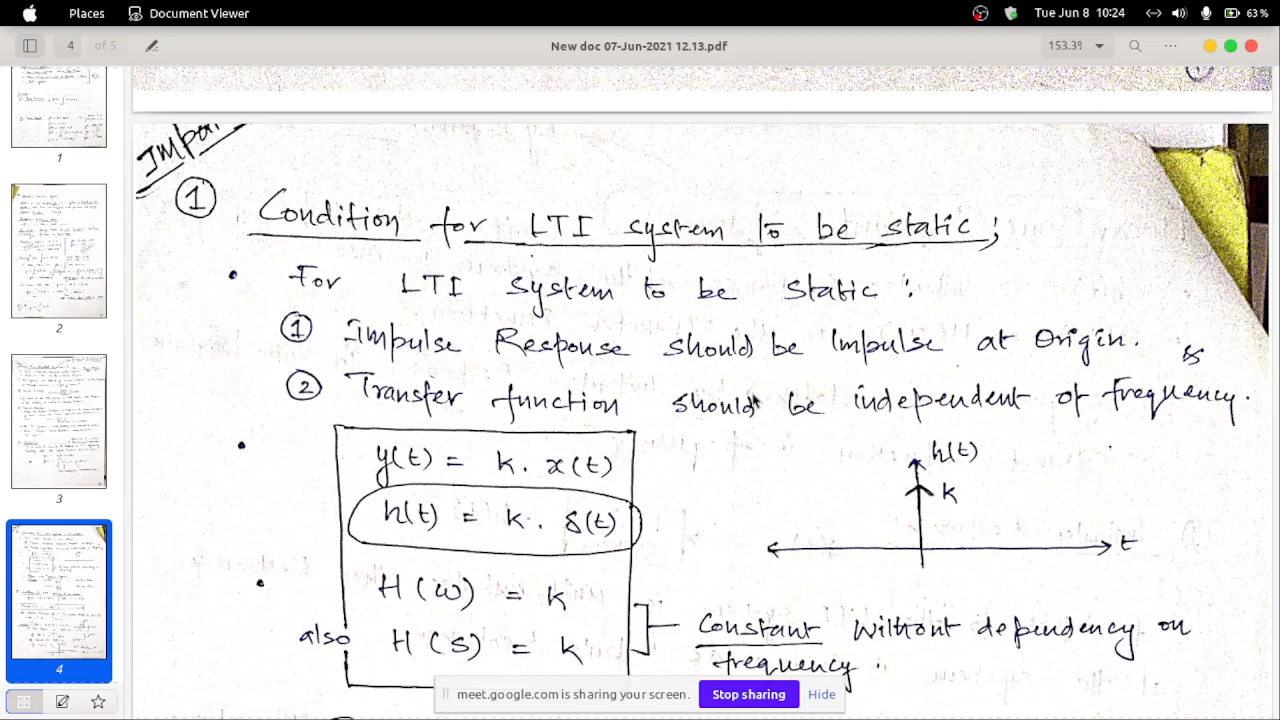 Places
Document Viewer
Tue Jun 8 10:24
63 %
4 of 5
New doc 07-Jun-2021 12.13.pdf
153.3%
1
2
3
4
① Condition for LTI system to be static;
• For LTI System to be static :
① Impulse Response should be Impulse at Origin. &
② Transfer function should be independent of frequency.
• y(t) = k. x(t)
h(t) = k. δ(t)
h(t)
k
t
• H(ω) = k
also H(S) = k
Constant Without dependency on
frequency.
meet.google.com is sharing your screen.
Stop sharing
Hide